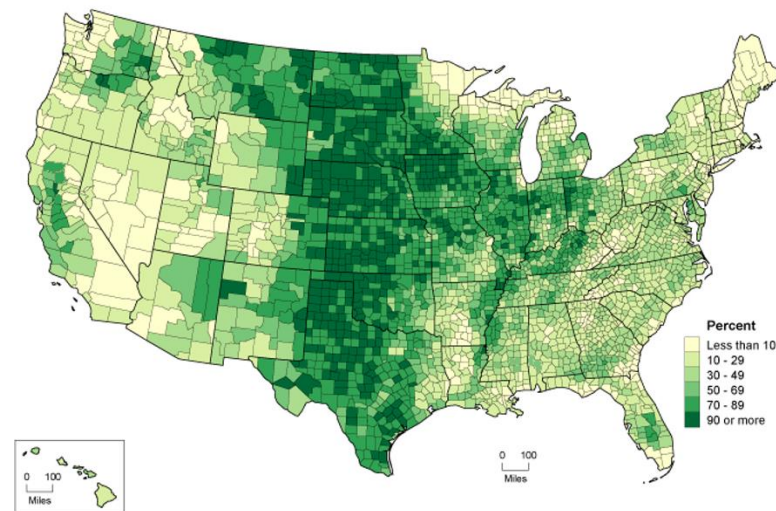 Percent
Less than 10
10 - 29
30 - 49
50 - 69
70 - 89
90 or more
0 100
Miles
0 100
Miles